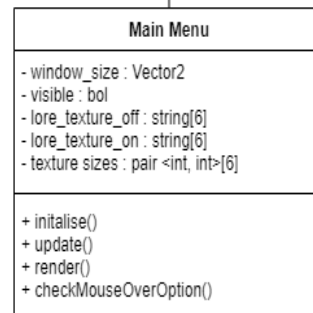 Main Menu
- window_size : Vector2
- visible : bol
- lore_texture_off : string[6]
- lore_texture_on : string[6]
- texture sizes : pair <int, int>[6]
+ initalise()
+ update()
+ render()
+ checkMouseOverOption()